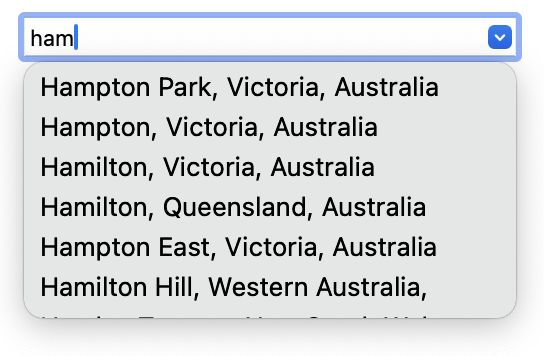 ham
Hampton Park, Victoria, Australia
Hampton, Victoria, Australia
Hamilton, Victoria, Australia
Hamilton, Queensland, Australia
Hampton East, Victoria, Australia
Hamilton Hill, Western Australia,